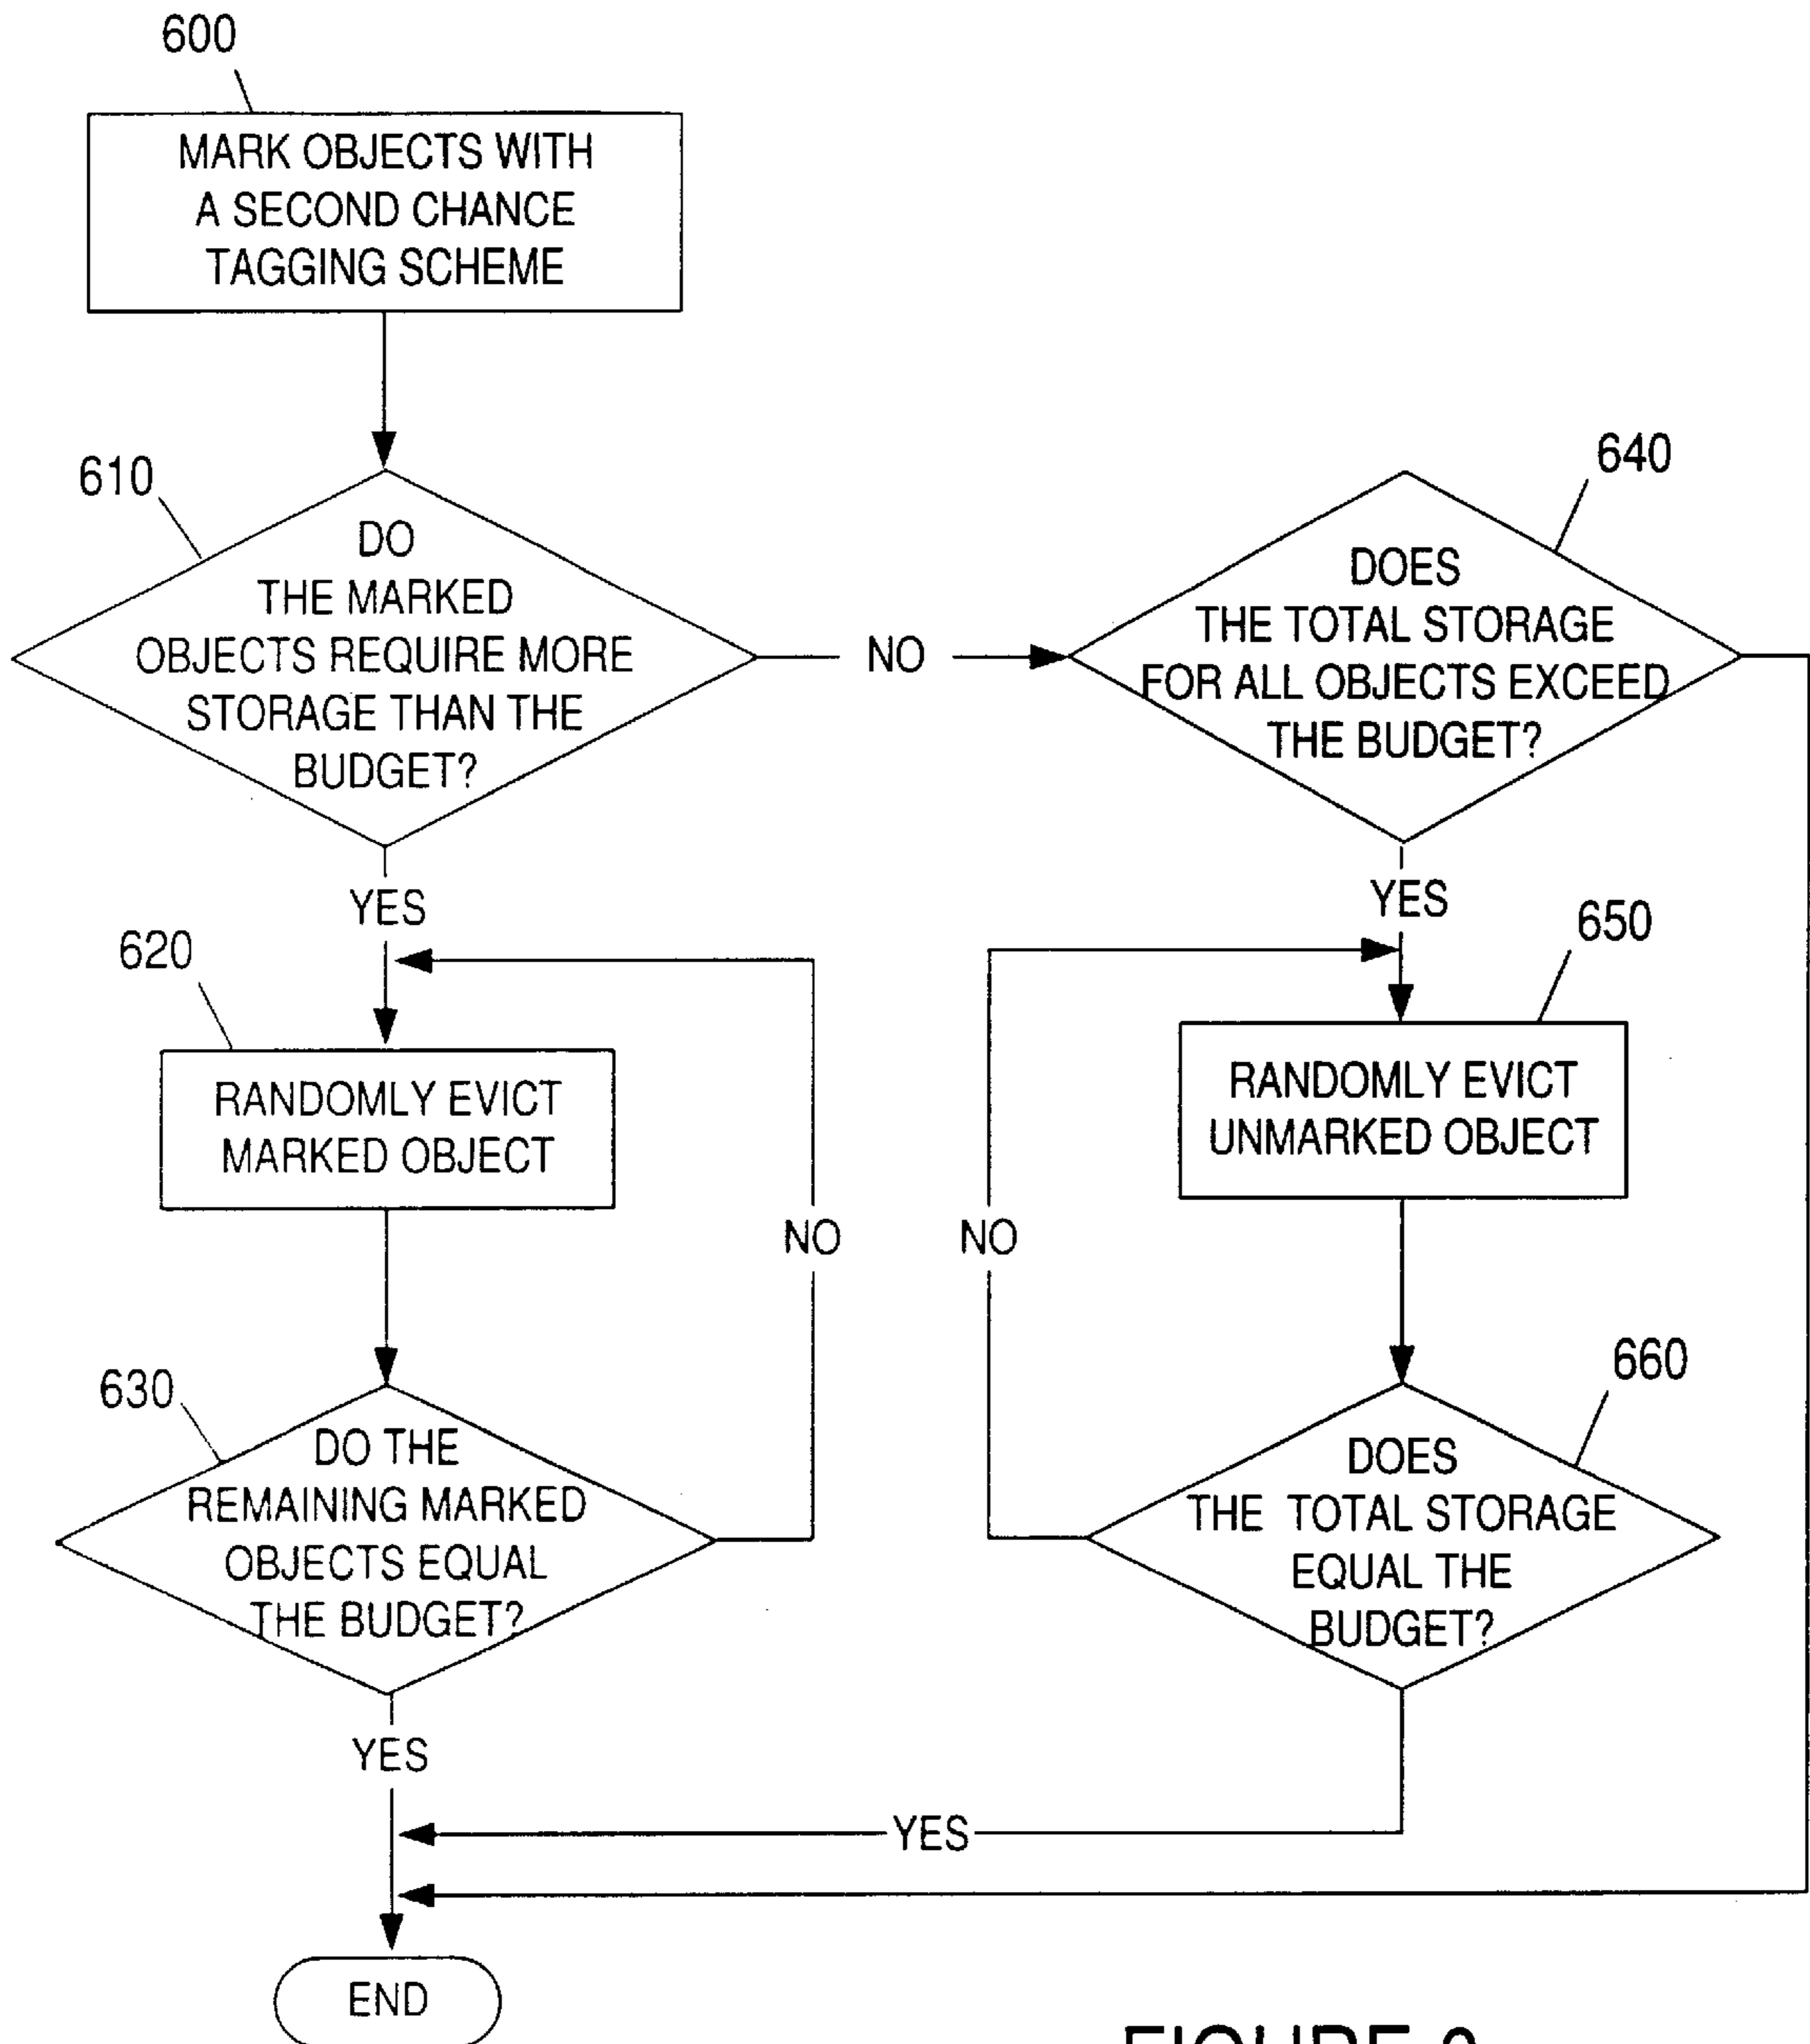 600
MARK OBJECTS WITH
A SECOND CHANCE
TAGGING SCHEME
610
DO
THE MARKED
OBJECTS REQUIRE MORE
STORAGE THAN THE
BUDGET?
NO
640
DOES
THE TOTAL STORAGE
FOR ALL OBJECTS EXCEED
THE BUDGET?
YES
YES
620
650
RANDOMLY EVICT
MARKED OBJECT
RANDOMLY EVICT
UNMARKED OBJECT
NO
NO
630
660
DO THE
REMAINING MARKED
OBJECTS EQUAL
THE BUDGET?
DOES
THE TOTAL STORAGE
EQUAL THE
BUDGET?
YES
YES
END
FIGURE